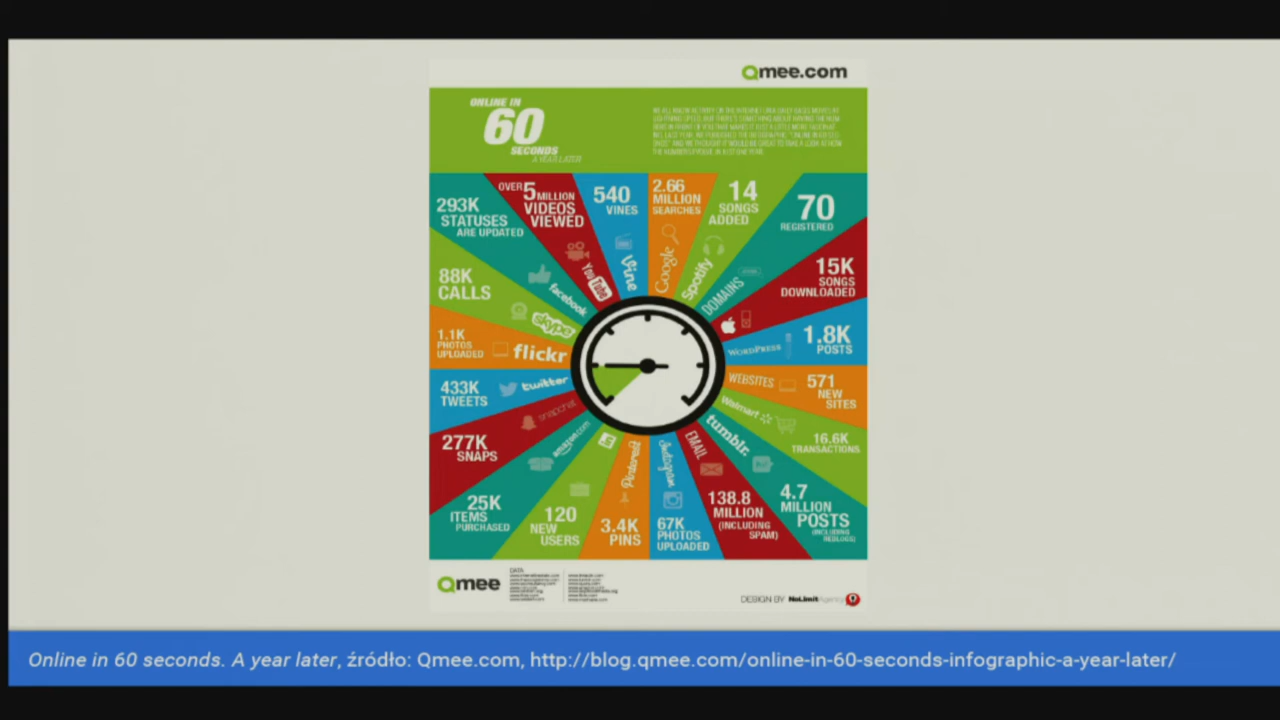 Qmee.com
ONLINE IN
60
SECONDS
A YEAR LATER
293K
STATUSES
ARE UPDATED
facebook
OVER 5 MILLION
VIDEOS
VIEWED
YouTube
540
VINES
Vine
2.66
MILLION
SEARCHES
Google
14
SONGS
ADDED
Spotify
70
REGISTERED
DOMAINS
15K
SONGS
DOWNLOADED
1.8K
POSTS
WORDPRESS
571
NEW
SITES
WEBSITES
16.6K
TRANSACTIONS
Walmart
4.7
MILLION
POSTS
(INCLUDING
REBLOGS)
tumblr.
138.8
MILLION
(INCLUDING
SPAM)
EMAIL
67K
PHOTOS
UPLOADED
Instagram
3.4K
PINS
Pinterest
120
NEW
USERS
in
25K
ITEMS
PURCHASED
amazon.com
277K
SNAPS
snapchat
433K
TWEETS
twitter
1.1K
PHOTOS
UPLOADED
flickr
88K
CALLS
skype
Qmee
DATA:
DESIGN BY NoLimitAgency
Online in 60 seconds. A year later, źródło: Qmee.com, http://blog.qmee.com/online-in-60-seconds-infographic-a-year-later/